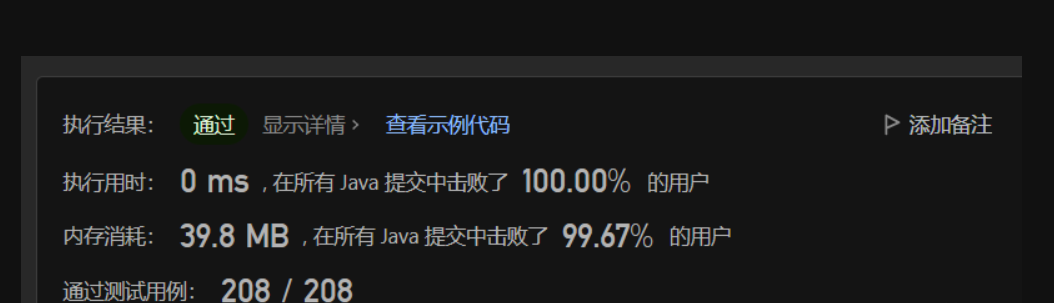 执行结果： 通过 显示详情 › 查看示例代码 添加备注
执行用时： 0 ms , 在所有 Java 提交中击败了 100.00% 的用户
内存消耗： 39.8 MB , 在所有 Java 提交中击败了 99.67% 的用户
通过测试用例： 208 / 208